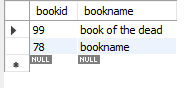 bookid bookname
99 book of the dead
78 bookname
NULL NULL